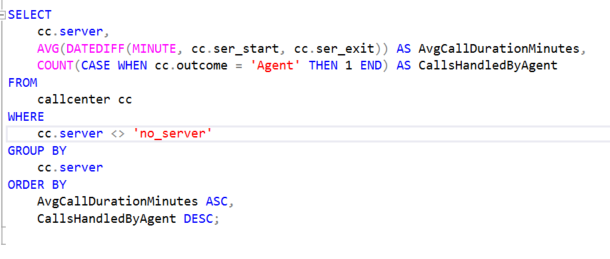 SELECT
cc.server,
AVG(DATEDIFF(MINUTE, cc.ser_start, cc.ser_exit)) AS AvgCallDurationMinutes,
COUNT(CASE WHEN cc.outcome = 'Agent' THEN 1 END) AS CallsHandledByAgent
FROM
callcenter cc
WHERE
cc.server <> 'no_server'
GROUP BY
cc.server
ORDER BY
AvgCallDurationMinutes ASC,
CallsHandledByAgent DESC;